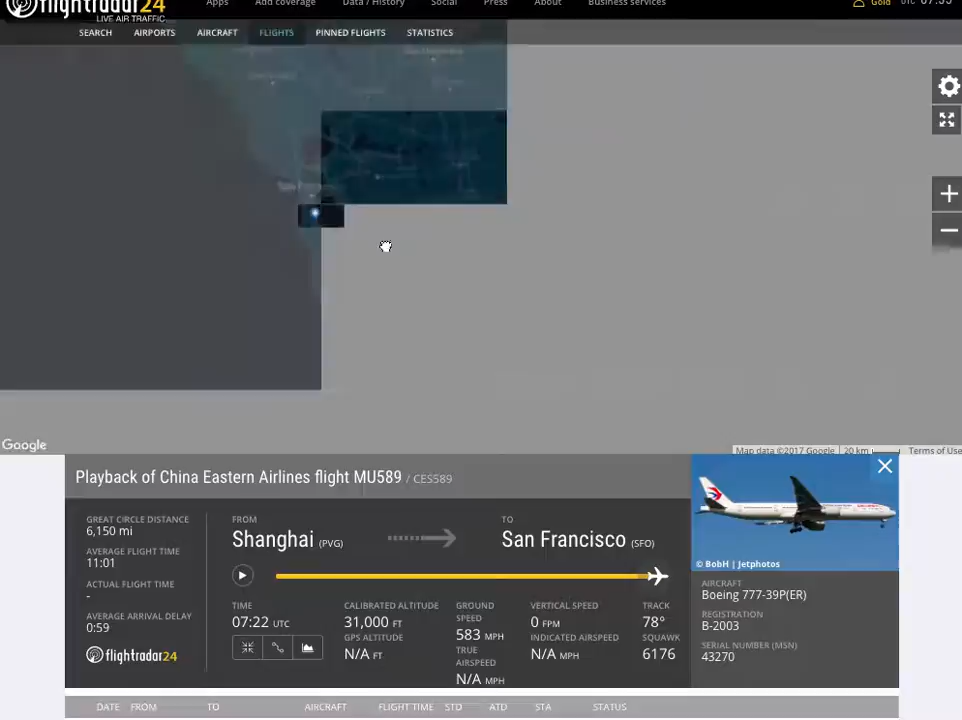 flightradar24
LIVE AIR TRAFFIC
Apps Add coverage Data / History Social Press About Business services
Gold UTC 07:35
SEARCH AIRPORTS AIRCRAFT FLIGHTS PINNED FLIGHTS STATISTICS
Google
Map data ©2017 Google 20 km Terms of Use
Playback of China Eastern Airlines flight MU589 / CES589
GREAT CIRCLE DISTANCE
6,150 mi
AVERAGE FLIGHT TIME
11:01
ACTUAL FLIGHT TIME
-
AVERAGE ARRIVAL DELAY
0:59
flightradar24
FROM
Shanghai (PVG)
TO
San Francisco (SFO)
TIME
07:22 UTC
CALIBRATED ALTITUDE
31,000 FT
GPS ALTITUDE
N/A FT
GROUND
SPEED
583 MPH
TRUE
AIRSPEED
N/A MPH
VERTICAL SPEED
0 FPM
INDICATED AIRSPEED
N/A MPH
TRACK
78°
SQUAWK
6176
© BobH | Jetphotos
AIRCRAFT
Boeing 777-39P(ER)
REGISTRATION
B-2003
SERIAL NUMBER (MSN)
43270
DATE FROM TO AIRCRAFT FLIGHT TIME STD ATD STA STATUS